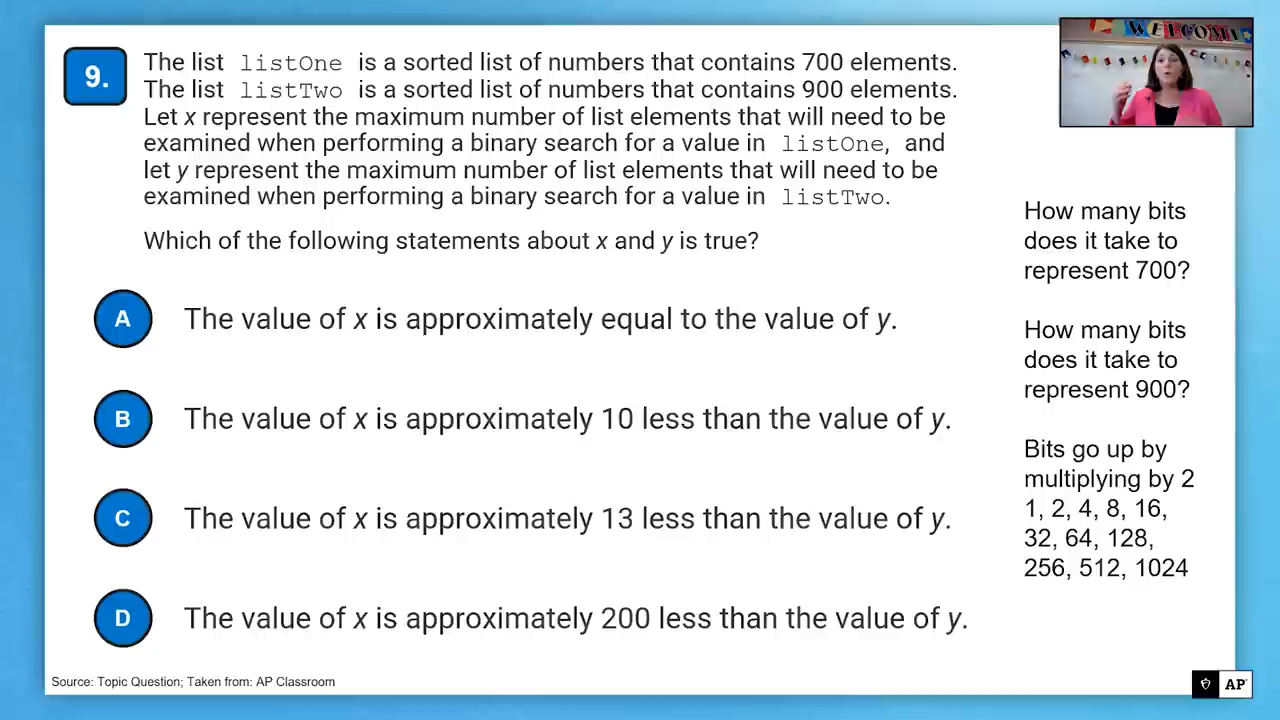 9.
The list listOne is a sorted list of numbers that contains 700 elements.
The list listTwo is a sorted list of numbers that contains 900 elements.
Let x represent the maximum number of list elements that will need to be
examined when performing a binary search for a value in listOne, and
let y represent the maximum number of list elements that will need to be
examined when performing a binary search for a value in listTwo.
Which of the following statements about x and y is true?
A The value of x is approximately equal to the value of y.
B The value of x is approximately 10 less than the value of y.
C The value of x is approximately 13 less than the value of y.
D The value of x is approximately 200 less than the value of y.
WELCOME
How many bits
does it take to
represent 700?
How many bits
does it take to
represent 900?
Bits go up by
multiplying by 2
1, 2, 4, 8, 16,
32, 64, 128,
256, 512, 1024
Source: Topic Question; Taken from: AP Classroom
AP